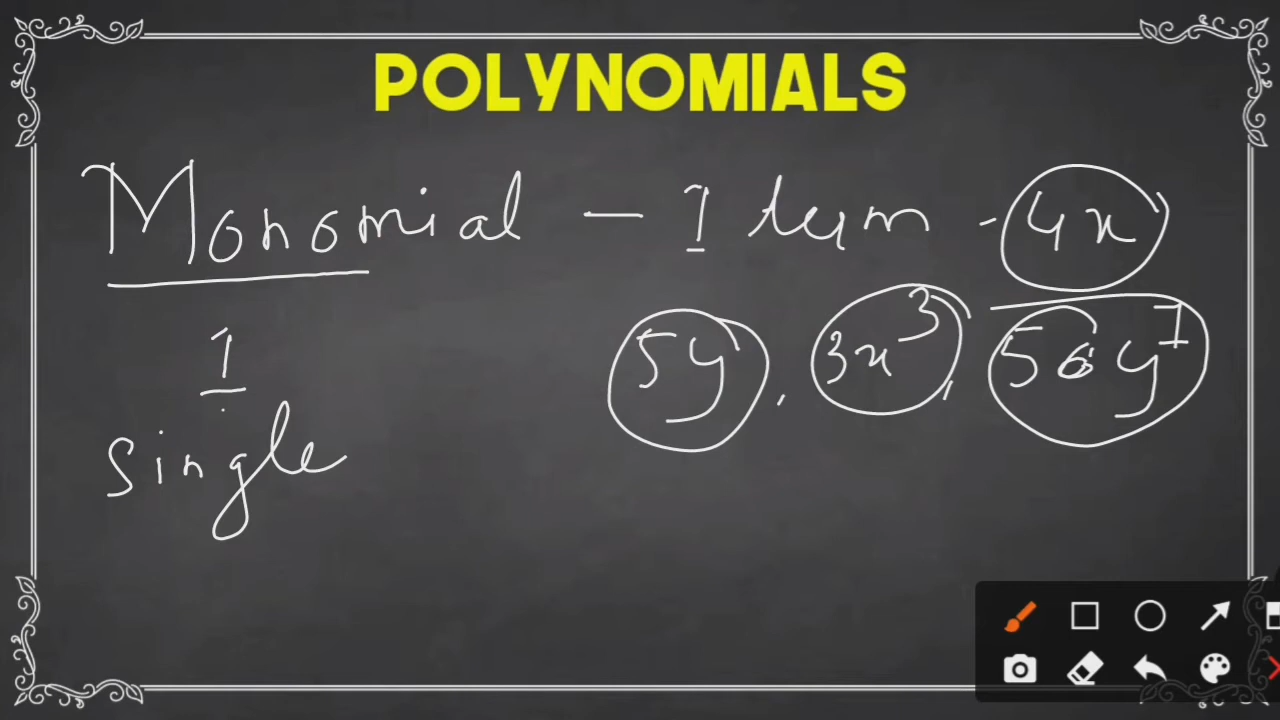 POLYNOMIALS
Monomial — 1 term - 4x
5y, 3x³, 56y⁷
1
single